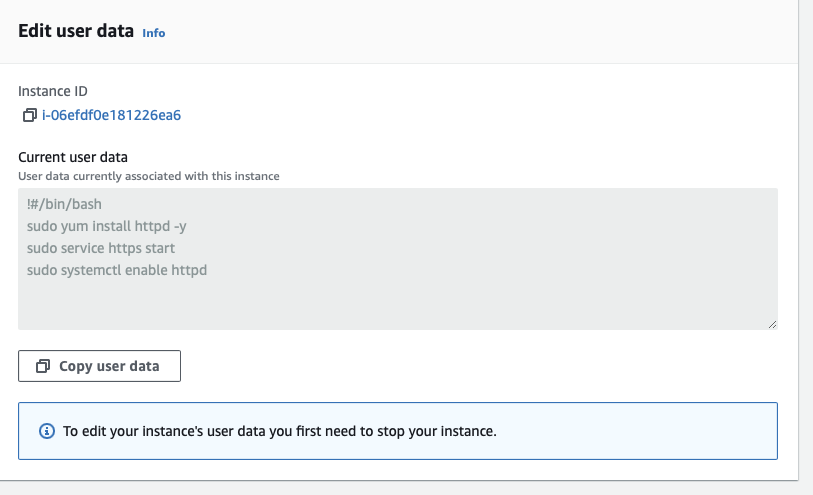 Edit user data Info
Instance ID
i-06efdf0e181226ea6
Current user data
User data currently associated with this instance
!#/bin/bash
sudo yum install httpd -y
sudo service https start
sudo systemctl enable httpd
Copy user data
To edit your instance's user data you first need to stop your instance.